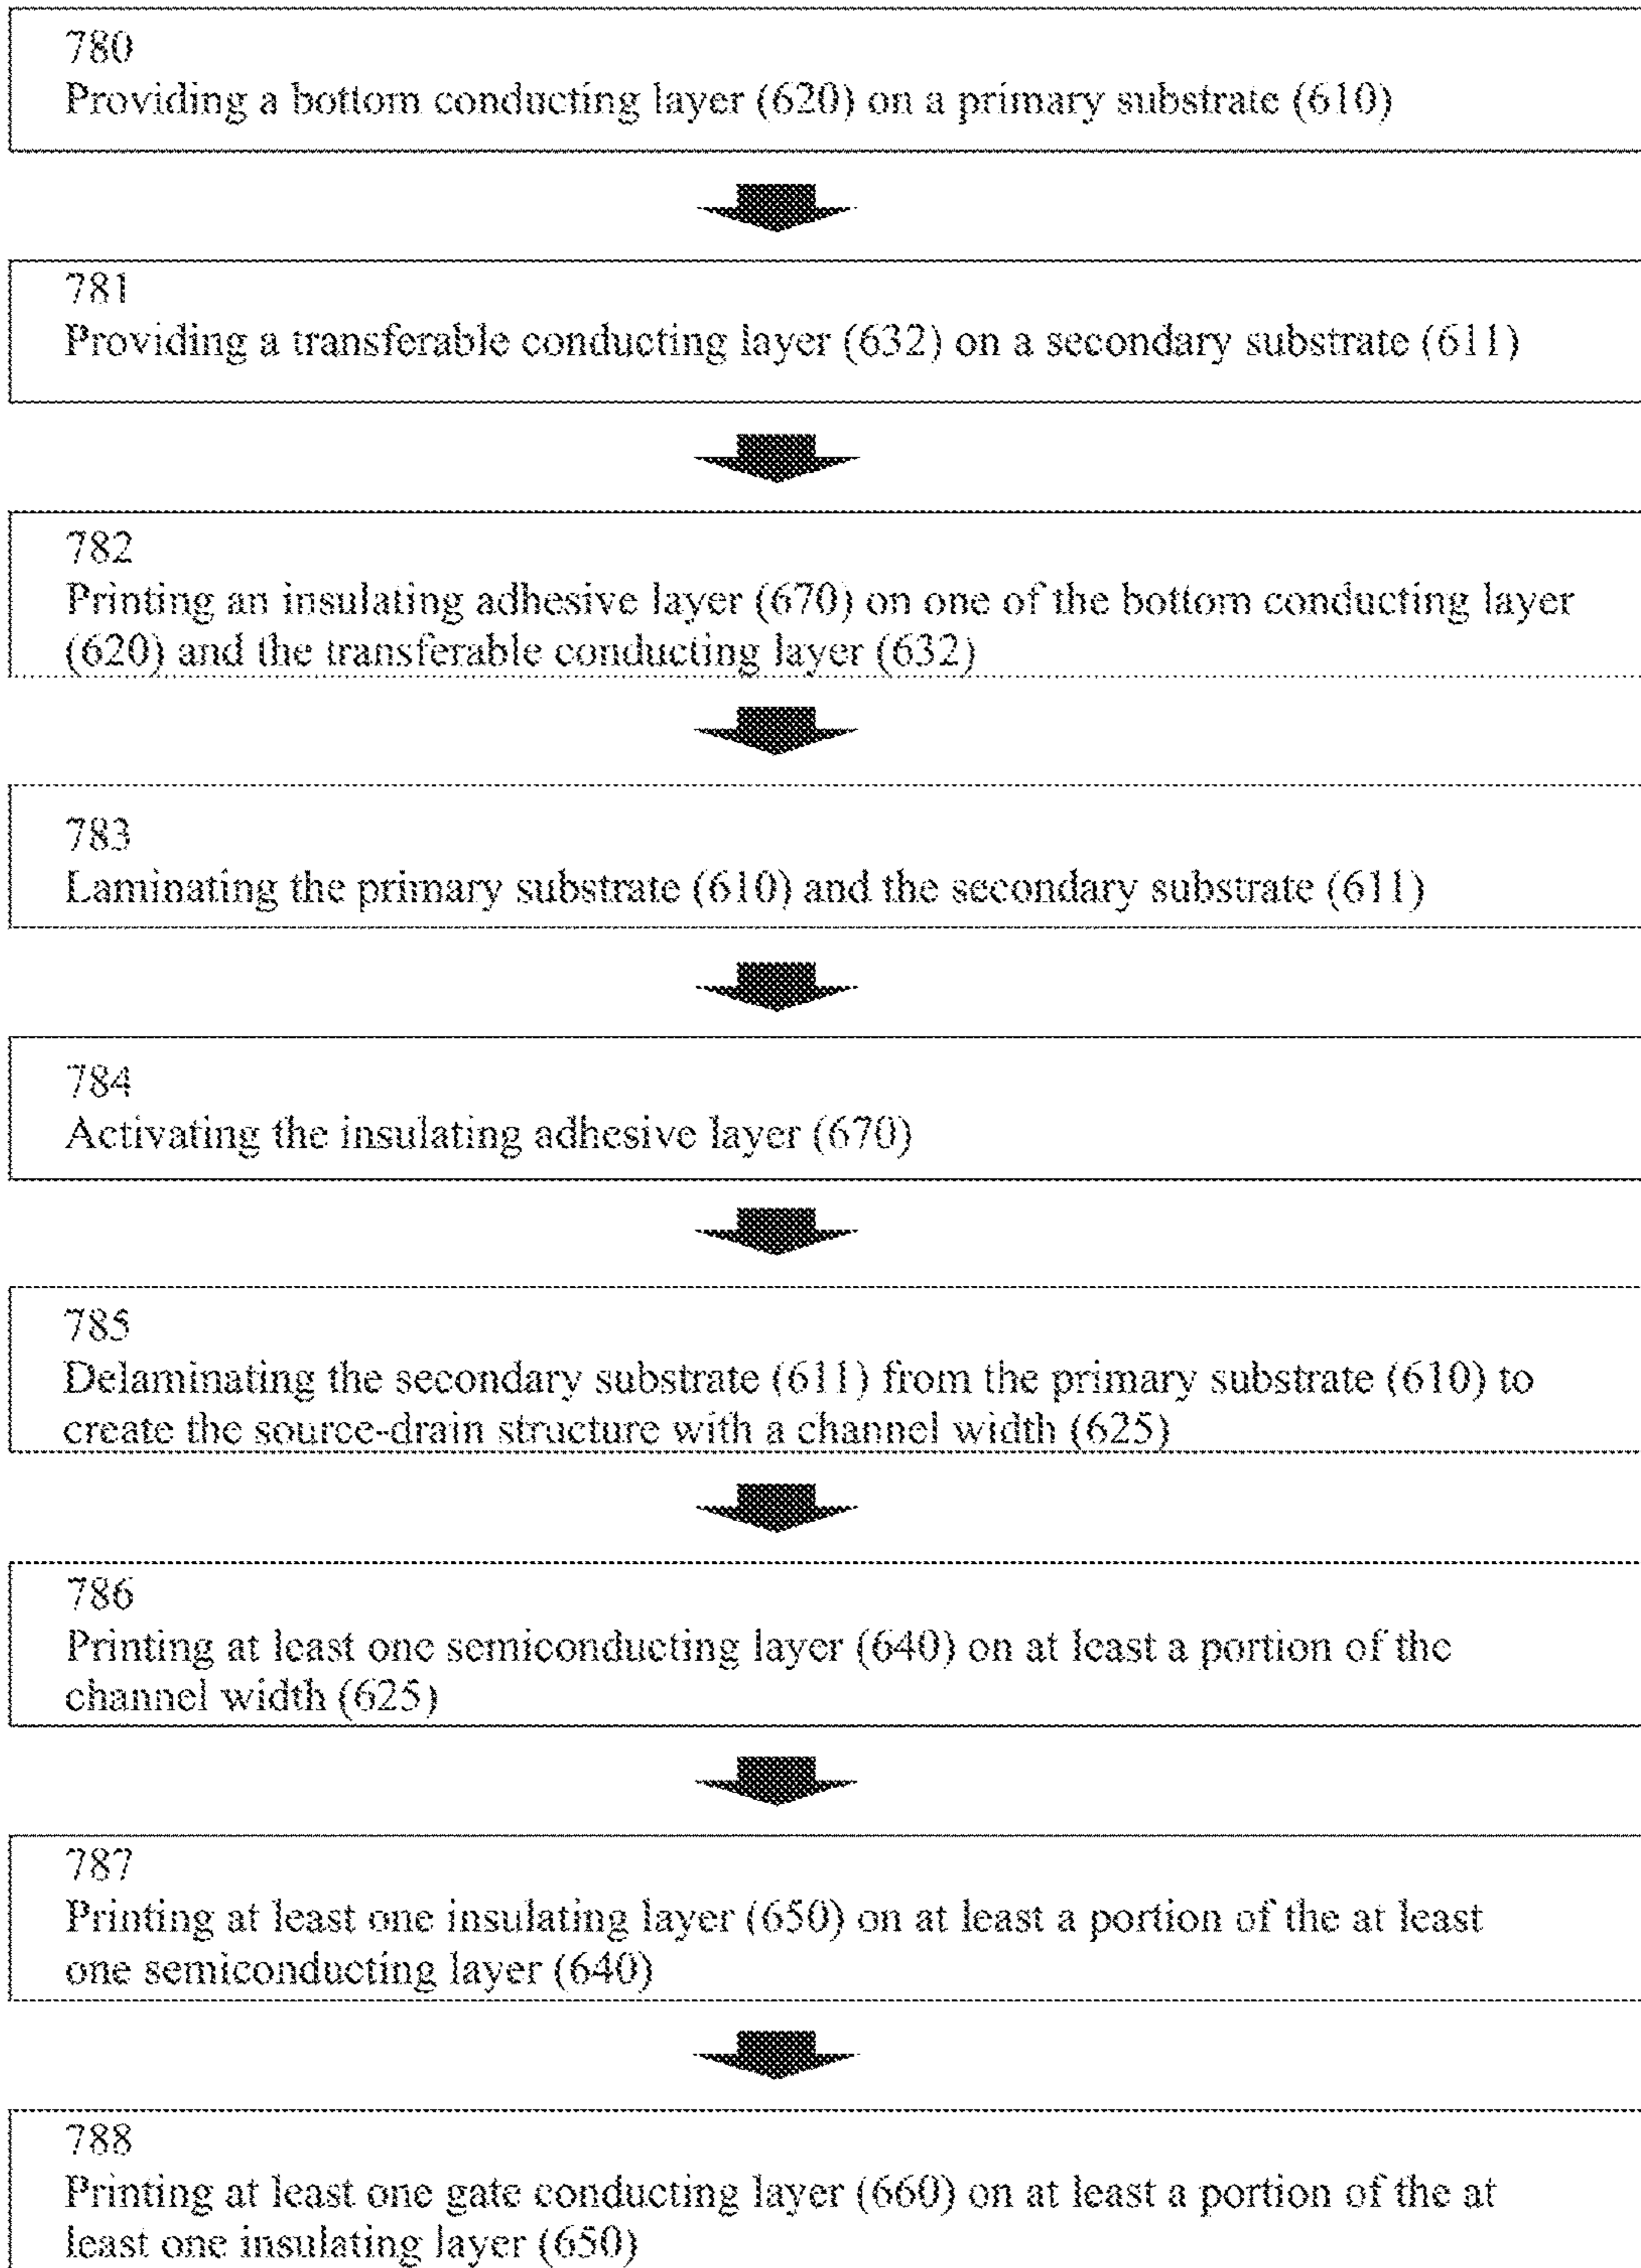 780
Providing a bottom conducting layer (620) on a primary substrate (610)
781
Providing a transferable conducting layer (632) on a secondary substrate (611)
782
Printing an insulating adhesive layer (670) on one of the bottom conducting layer
(620) and the transferable conducting layer (632)
783
Laminating the primary substrate (610) and the secondary substrate (611)
784
Activating the insulating adhesive layer (670)
785
Delaminating the secondary substrate (611) from the primary substrate (610) to
create the source-drain structure with a channel width (625)
786
Printing at least one semiconducting layer (640) on at least a portion of the
channel width (625)
787
Printing at least one insulating layer (650) on at least a portion of the at least
one semiconducting layer (640)
788
Printing at least one gate conducting layer (660) on at least a portion of the at
least one insulating layer (650)